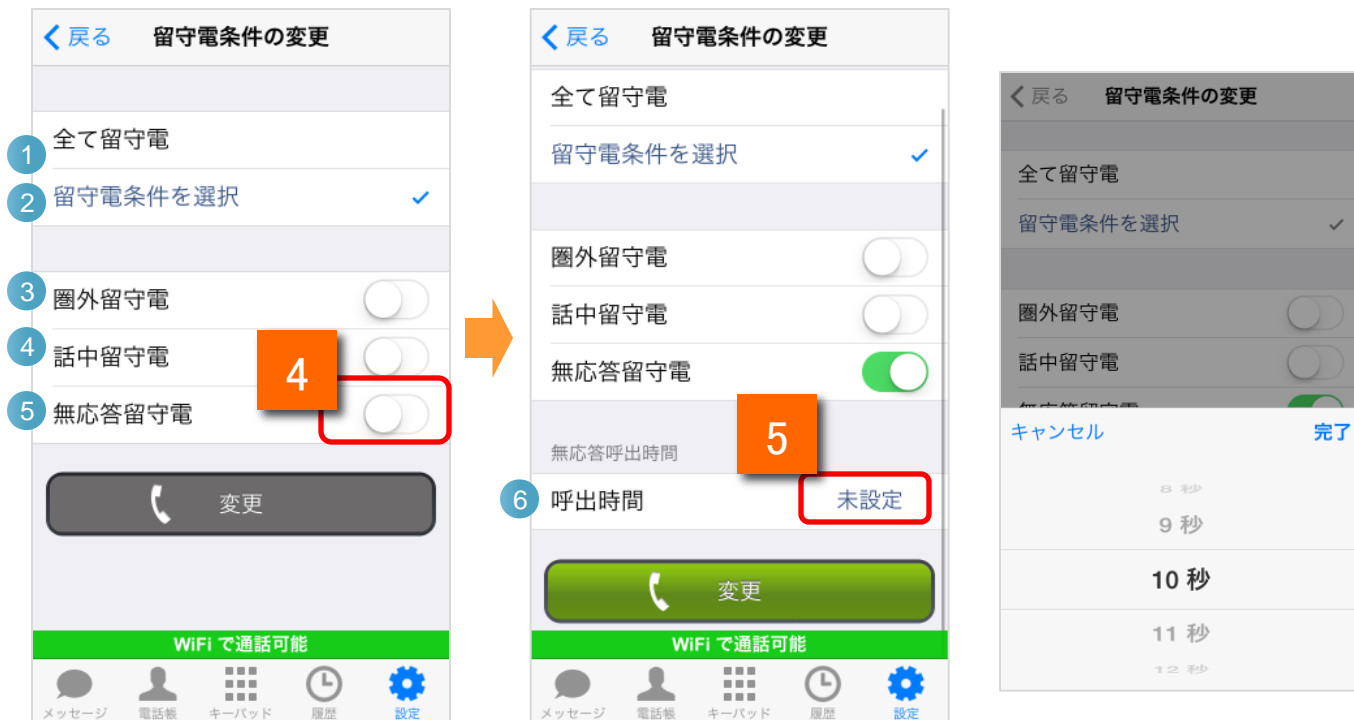 戻る 留守電条件の変更
1 全て留守電
2 留守電条件を選択
3 圏外留守電
4 話中留守電
4
5 無応答留守電
変更
WiFi で通話可能
メッセージ 電話帳 キーパッド 履歴 設定
戻る 留守電条件の変更
全て留守電
留守電条件を選択
圏外留守電
話中留守電
無応答留守電
5
無応答呼出時間
6 呼出時間 未設定
変更
WiFi で通話可能
メッセージ 電話帳 キーパッド 履歴 設定
戻る 留守電条件の変更
全て留守電
留守電条件を選択
圏外留守電
話中留守電
無応答留守電
キャンセル 完了
8 秒
9 秒
10 秒
11 秒
12 秒